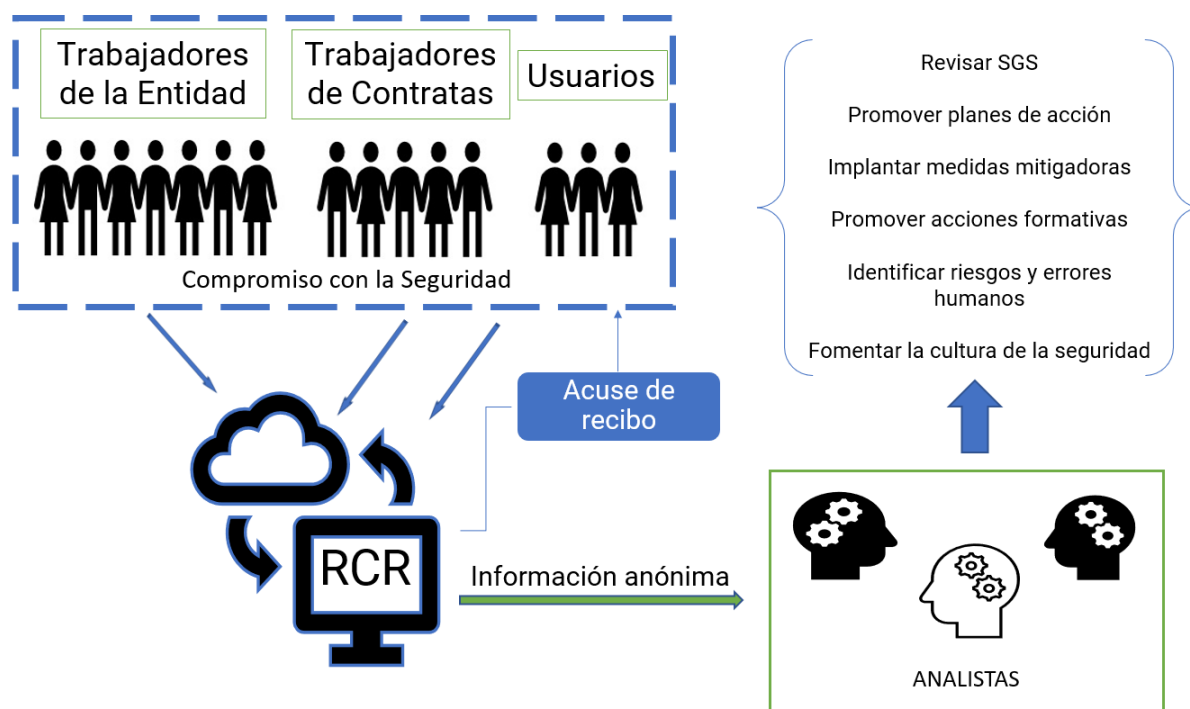 Trabajadores
de la Entidad
Trabajadores
de Contratas
Usuarios
Compromiso con la Seguridad
Acuse de
recibo
RCR
Información anónima
ANALISTAS
Revisar SGS
Promover planes de acción
Implantar medidas mitigadoras
Promover acciones formativas
Identificar riesgos y errores
humanos
Fomentar la cultura de la seguridad